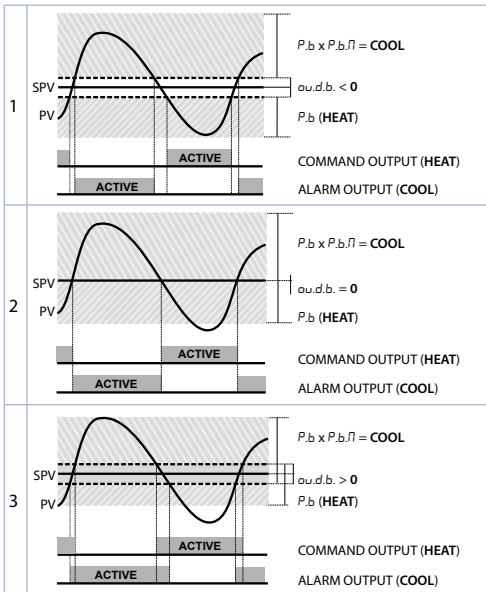 1
P.b x P.b.M = COOL
SPV
ou.d.b. < 0
PV
P.b (HEAT)
ACTIVE
COMMAND OUTPUT (HEAT)
ACTIVE
ALARM OUTPUT (COOL)
2
P.b x P.b.M = COOL
SPV
ou.d.b. = 0
PV
P.b (HEAT)
ACTIVE
COMMAND OUTPUT (HEAT)
ACTIVE
ALARM OUTPUT (COOL)
3
P.b x P.b.M = COOL
SPV
ou.d.b. > 0
PV
P.b (HEAT)
ACTIVE
COMMAND OUTPUT (HEAT)
ACTIVE
ALARM OUTPUT (COOL)